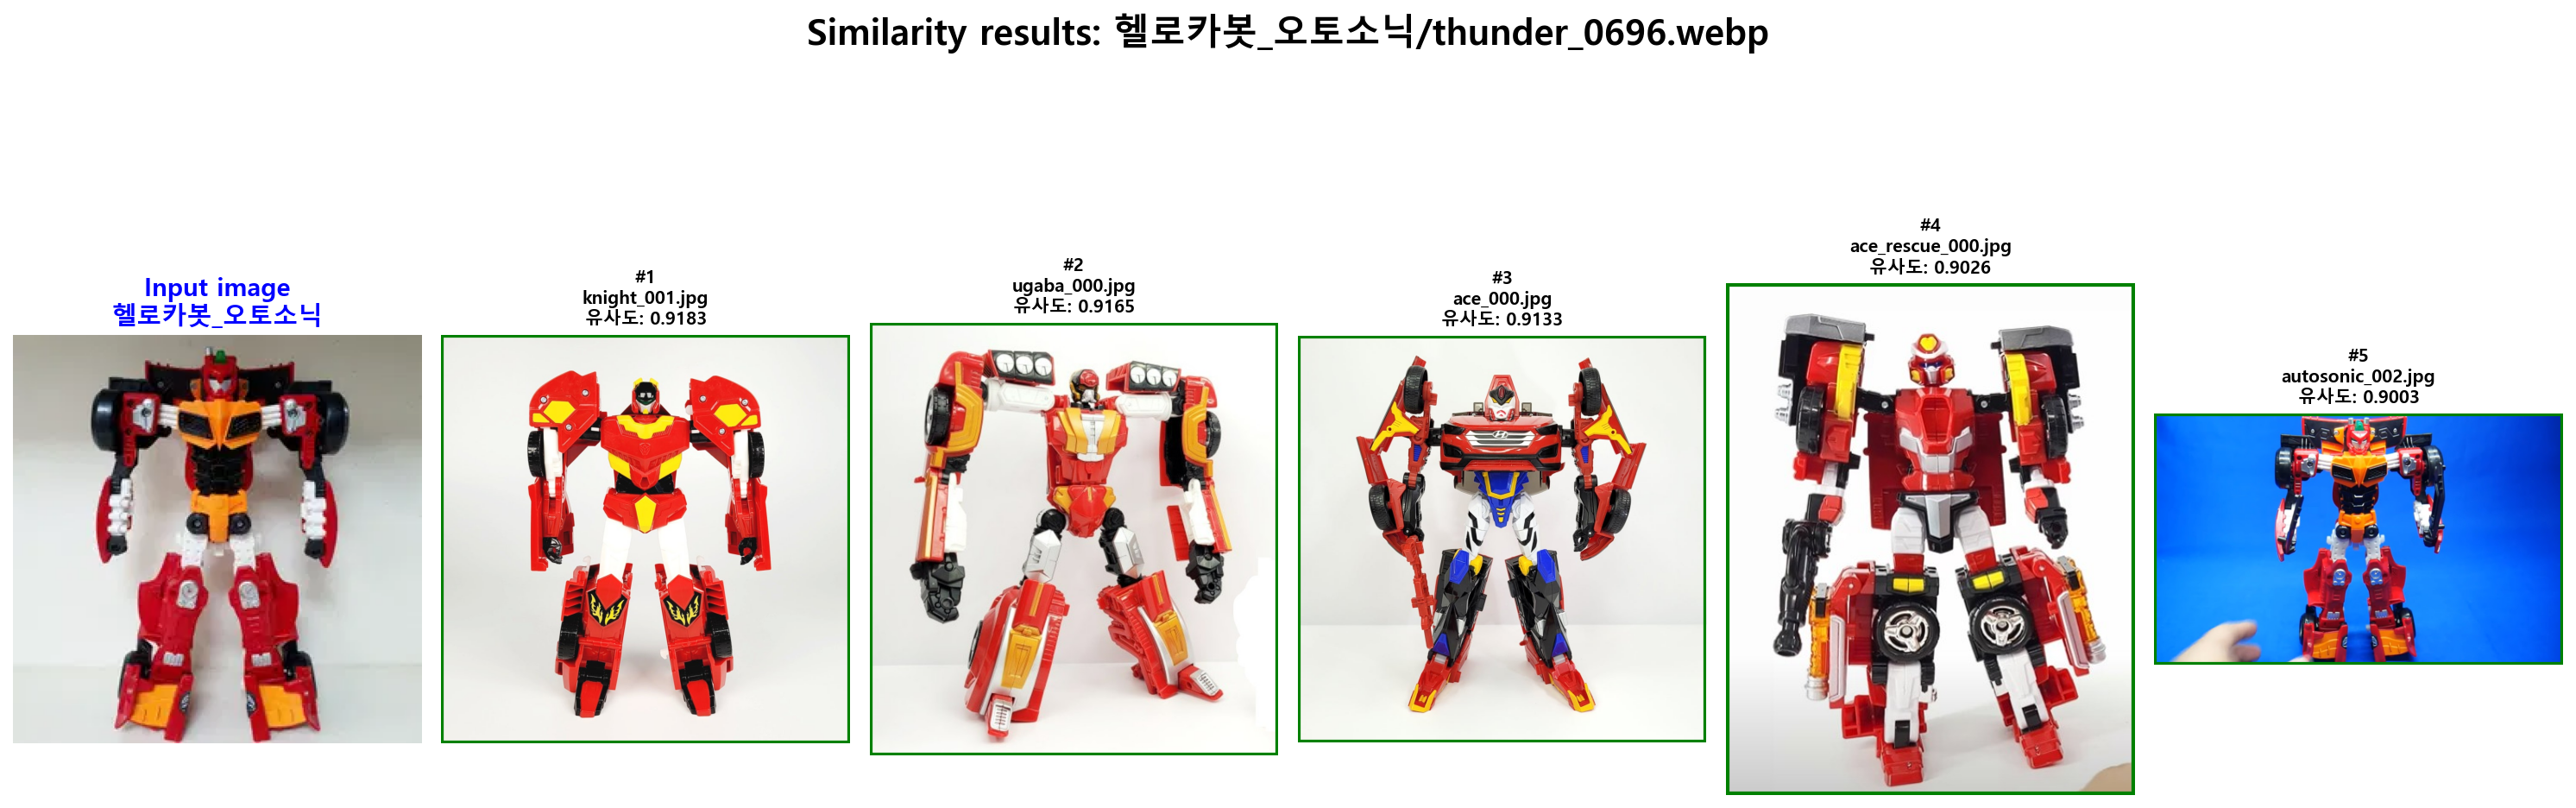 Similarity results: 헬로카봇_오토소닉/thunder_0696.webp
Input image
헬로카봇_오토소닉
#1
knight_001.jpg
유사도: 0.9183
#2
ugaba_000.jpg
유사도: 0.9165
#3
ace_000.jpg
유사도: 0.9133
#4
ace_rescue_000.jpg
유사도: 0.9026
#5
autosonic_002.jpg
유사도: 0.9003